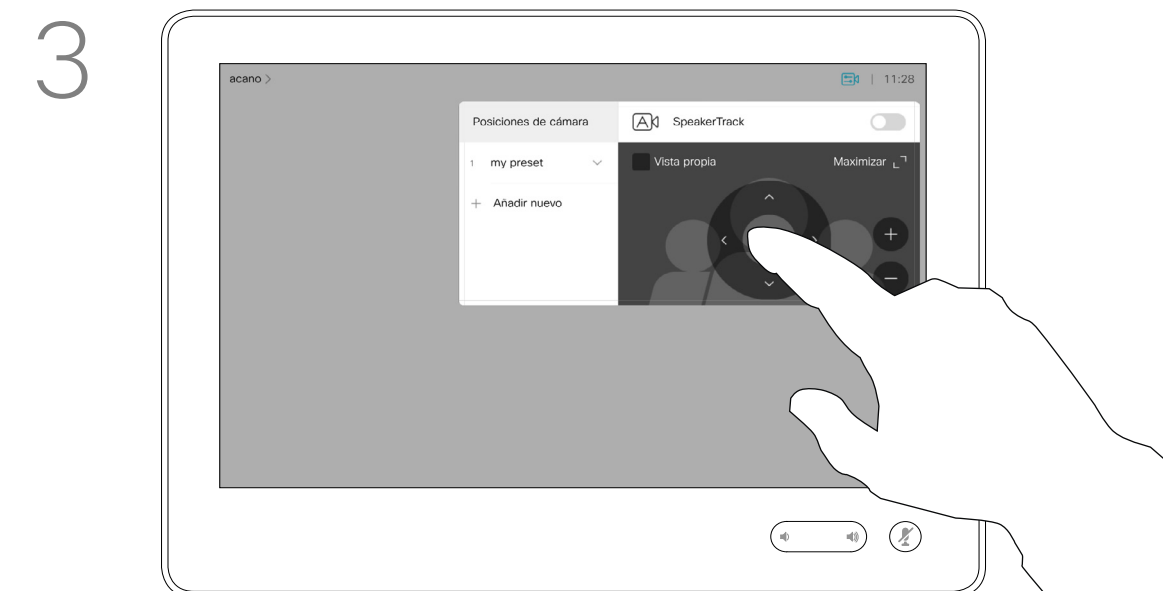 3
acano >
11:28
Posiciones de cámara
SpeakerTrack
1 my preset
Vista propia
Maximizar
+ Añadir nuevo